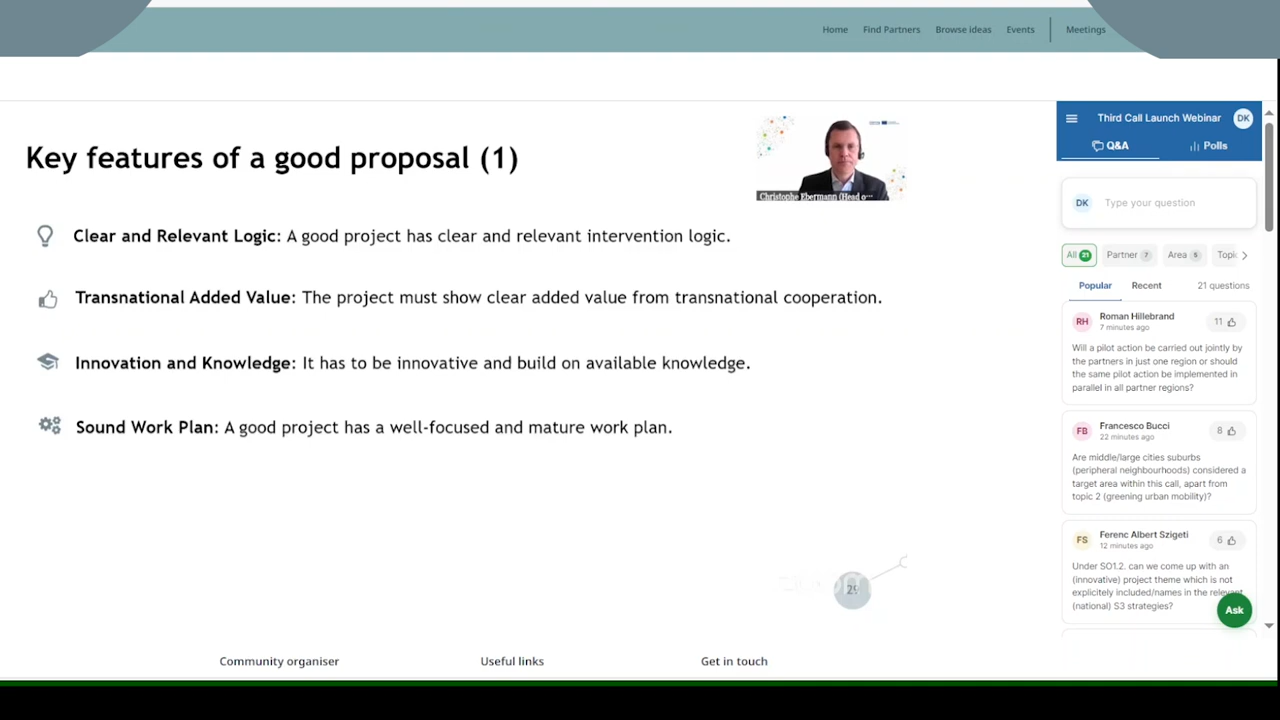 Home Find Partners Browse ideas Events Meetings
Key features of a good proposal (1)
Christophe Ebermann (Head o···
Clear and Relevant Logic: A good project has clear and relevant intervention logic.
Transnational Added Value: The project must show clear added value from transnational cooperation.
Innovation and Knowledge: It has to be innovative and build on available knowledge.
Sound Work Plan: A good project has a well-focused and mature work plan.
Third Call Launch Webinar DK
Q&A Polls
DK Type your question
All 21 Partner 7 Area 5 Topi
Popular Recent 21 questions
RH Roman Hillebrand 11
7 minutes ago
Will a pilot action be carried out jointly by
the partners in just one region or should
the same pilot action be implemented in
parallel in all partner regions?
FB Francesco Bucci 8
22 minutes ago
Are middle/large cities suburbs
(peripheral neighbourhoods) considered a
target area within this call, apart from
topic 2 (greening urban mobility)?
FS Ferenc Albert Szigeti 6
12 minutes ago
Under SO1.2. can we come up with an
(innovative) project theme which is not
explicitely included/names in the relevant
(national) S3 strategies?
Ask
Community organiser Useful links Get in touch